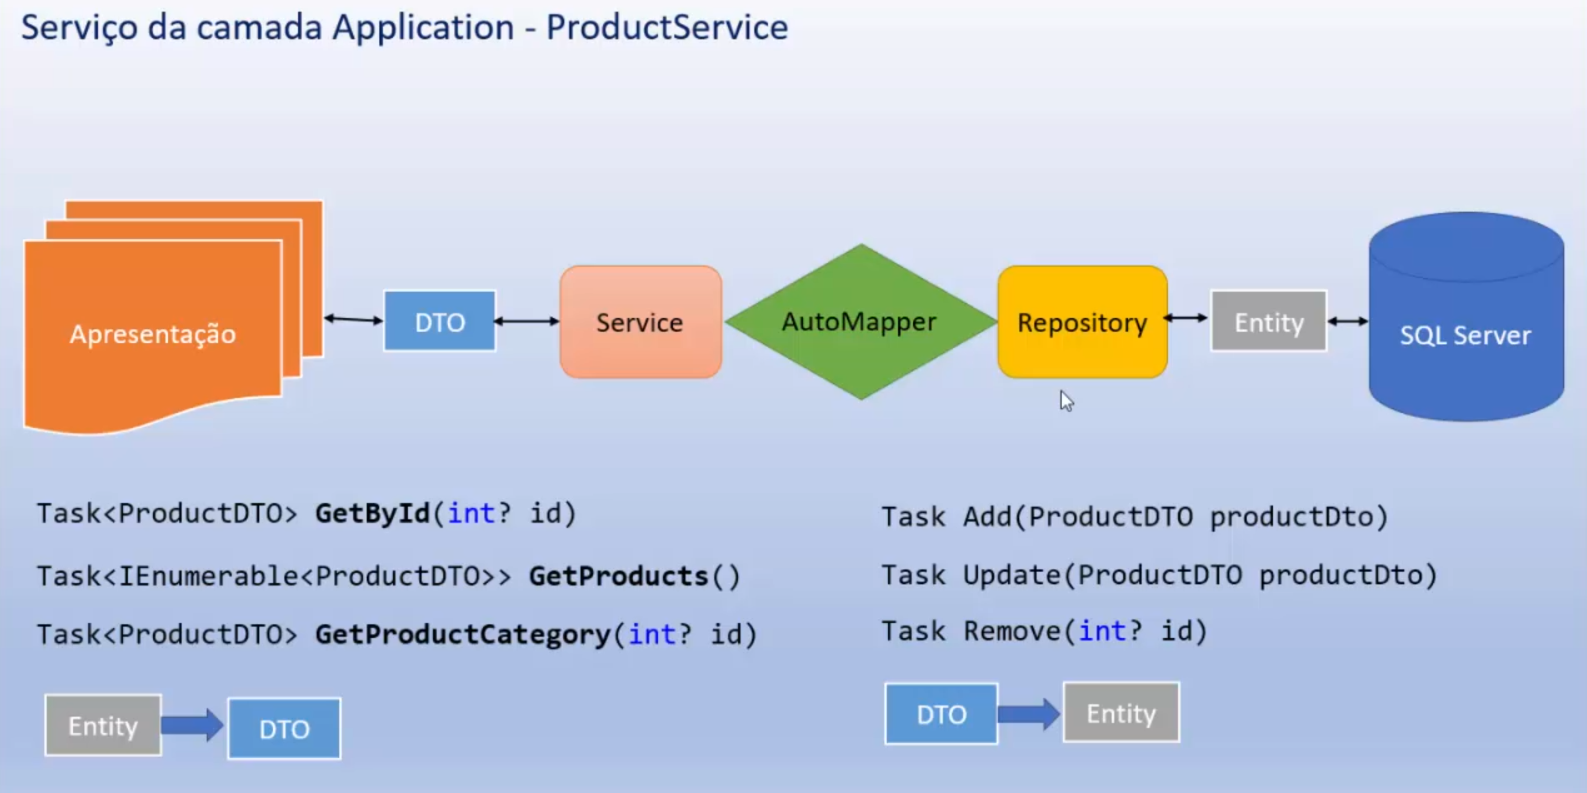 Serviço da camada Application - ProductService
Apresentação
DTO
Service
AutoMapper
Repository
Entity
SQL Server
Task<ProductDTO> GetById(int? id)
Task<IEnumerable<ProductDTO>> GetProducts()
Task<ProductDTO> GetProductCategory(int? id)
Entity
DTO
Task Add(ProductDTO productDto)
Task Update(ProductDTO productDto)
Task Remove(int? id)
DTO
Entity